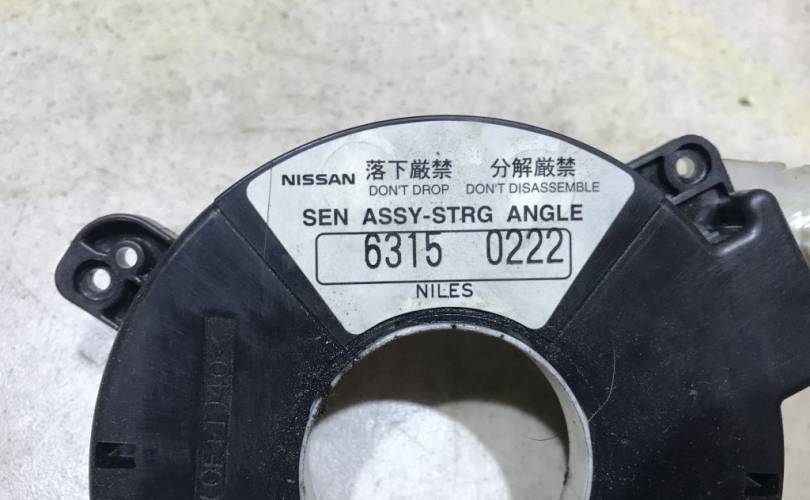 NISSAN 落下厳禁 分解厳禁
DON'T DROP DON'T DISASSEMBLE
SEN ASSY-STRG ANGLE
6315 0222
NILES